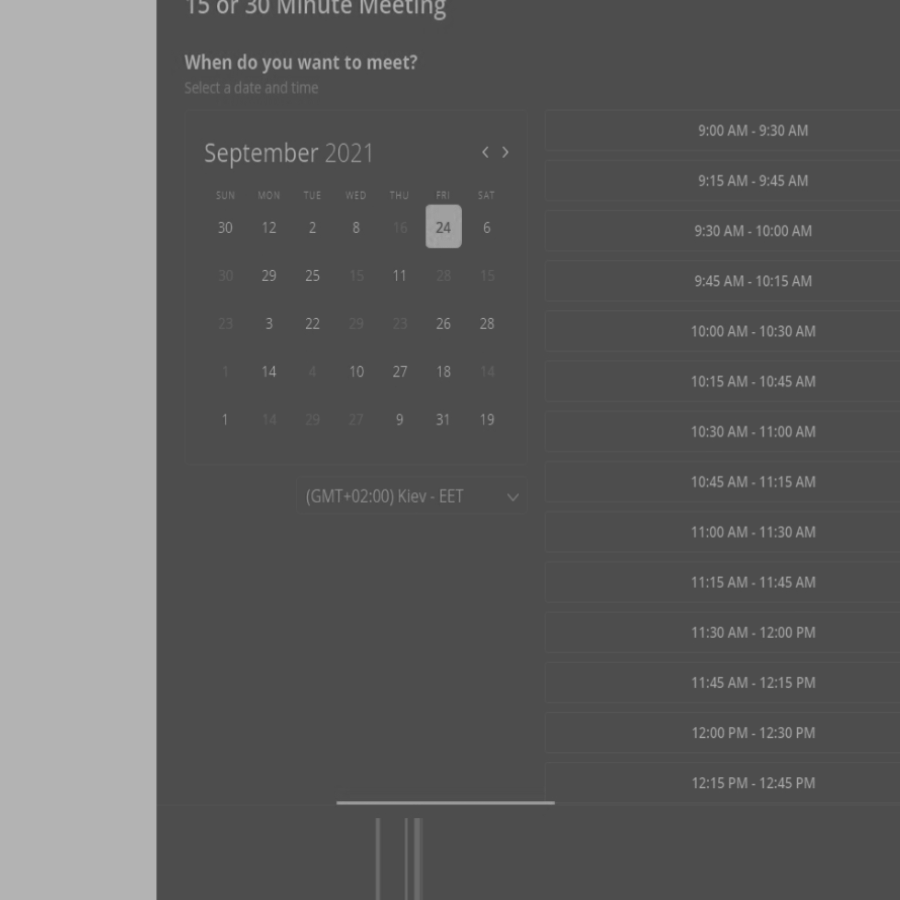 15 or 30 Minute Meeting
When do you want to meet?
Select a date and time
September 2021
SUN MON TUE WED THU FRI SAT
30 12 2 8 16 24 6
30 29 25 15 11 28 15
23 3 22 29 23 26 28
1 14 4 10 27 18 14
1 14 29 27 9 31 19
(GMT+02:00) Kiev - EET
9:00 AM - 9:30 AM
9:15 AM - 9:45 AM
9:30 AM - 10:00 AM
9:45 AM - 10:15 AM
10:00 AM - 10:30 AM
10:15 AM - 10:45 AM
10:30 AM - 11:00 AM
10:45 AM - 11:15 AM
11:00 AM - 11:30 AM
11:15 AM - 11:45 AM
11:30 AM - 12:00 PM
11:45 AM - 12:15 PM
12:00 PM - 12:30 PM
12:15 PM - 12:45 PM